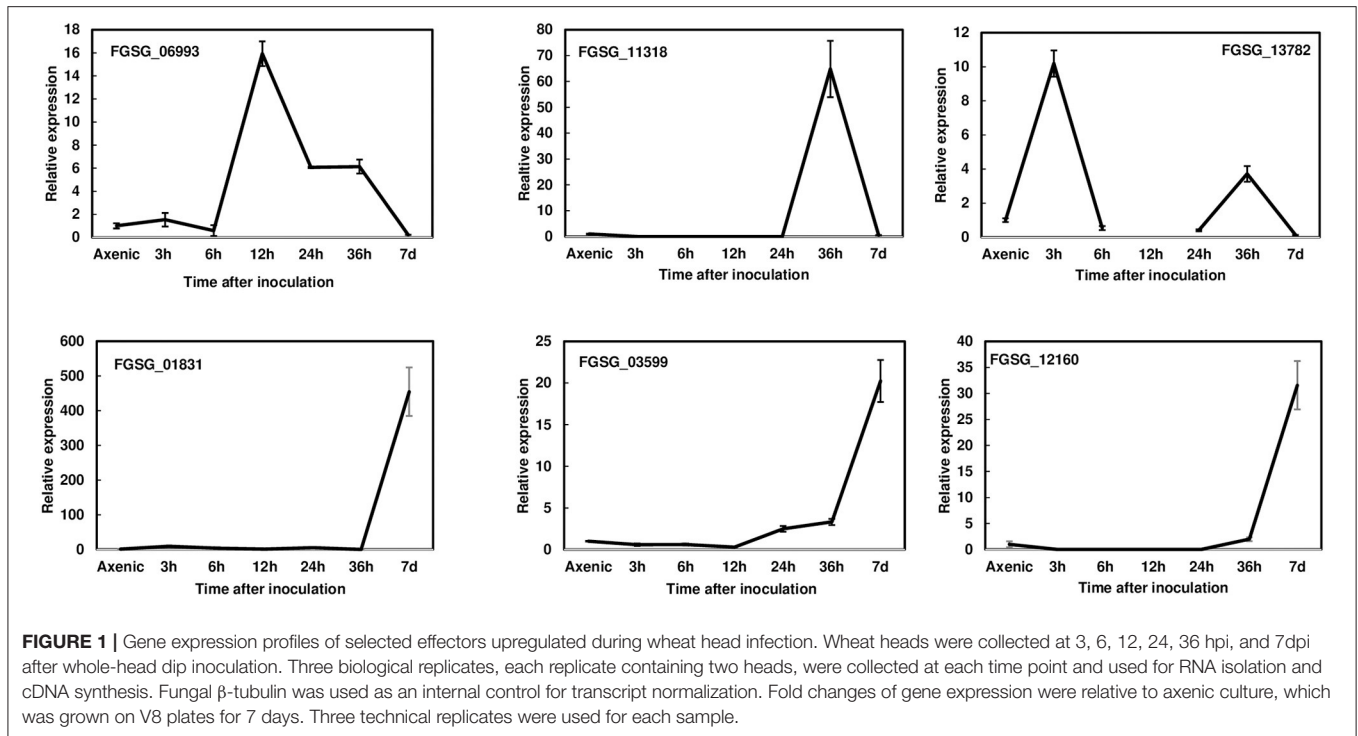 FGSG_06993
Relative expression
18
16
14
12
10
8
6
4
2
0
Axenic 3h 6h 12h 24h 36h 7d
Time after inoculation
FGSG_11318
Realtive expression
80
70
60
50
40
30
20
10
0
Axenic 3h 6h 12h 24h 36h 7d
Time after inoculation
FGSG_13782
Relative expression
12
10
8
6
4
2
0
Axenic 3h 6h 12h 24h 36h 7d
Time after inoculation
FGSG_01831
Relative expression
600
500
400
300
200
100
0
Axenic 3h 6h 12h 24h 36h 7d
Time after inoculation
FGSG_03599
Relative expression
25
20
15
10
5
0
Axenic 3h 6h 12h 24h 36h 7d
Time after inoculation
FGSG_12160
Relative expression
40
35
30
25
20
15
10
5
0
Axenic 3h 6h 12h 24h 36h 7d
Time after inoculation
FIGURE 1 | Gene expression profiles of selected effectors upregulated during wheat head infection. Wheat heads were collected at 3, 6, 12, 24, 36 hpi, and 7dpi
after whole-head dip inoculation. Three biological replicates, each replicate containing two heads, were collected at each time point and used for RNA isolation and
cDNA synthesis. Fungal β-tubulin was used as an internal control for transcript normalization. Fold changes of gene expression were relative to axenic culture, which
was grown on V8 plates for 7 days. Three technical replicates were used for each sample.